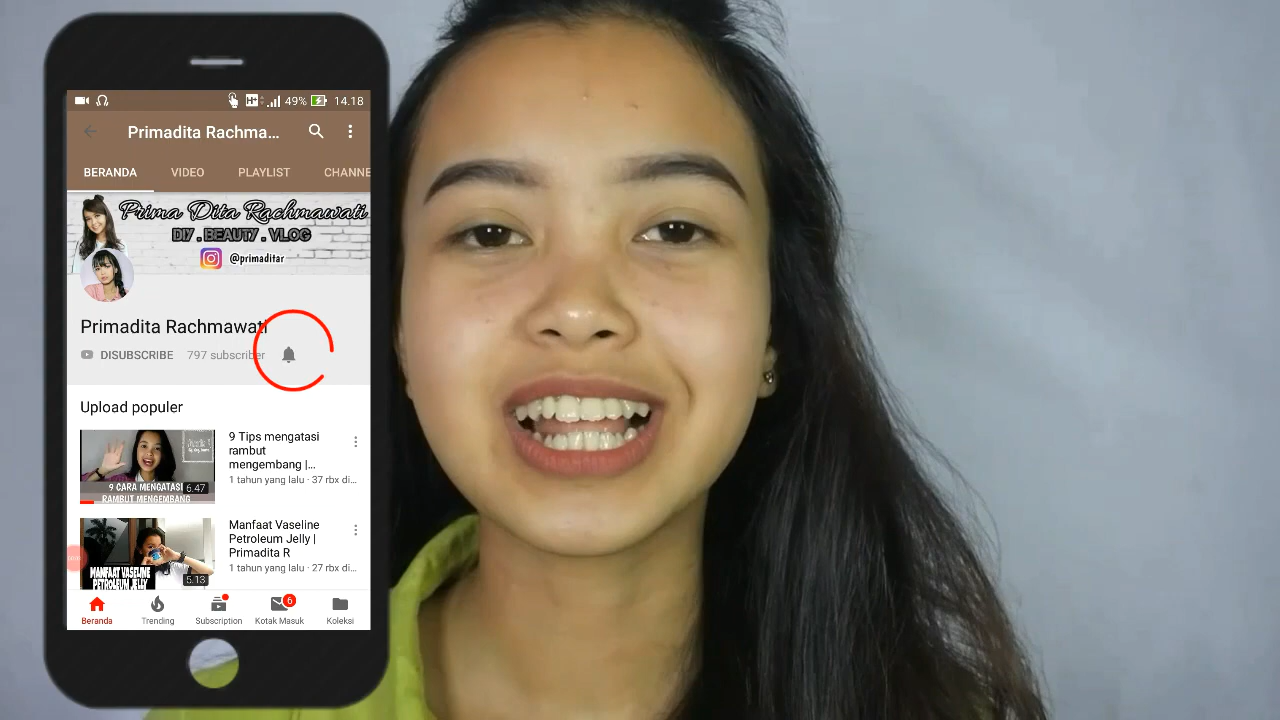 49% 14.18
Primadita Rachma...
BERANDA VIDEO PLAYLIST CHANNE
Prima Dita Rachmawati
DIY . BEAUTY . VLOG
@primaditar
Primadita Rachmawati
DISUBSCRIBE 797 subscriber
Upload populer
9 Tips mengatasi
rambut
mengembang |...
1 tahun yang lalu · 37 rbx di...
9 CARA MENGATASI
RAMBUT MENGEMBANG
6.47
Manfaat Vaseline
Petroleum Jelly |
Primadita R
1 tahun yang lalu · 27 rbx di...
MANFAAT VASELINE
PETROLEUM JELLY
5.13
6
Beranda Trending Subscription Kotak Masuk Koleksi